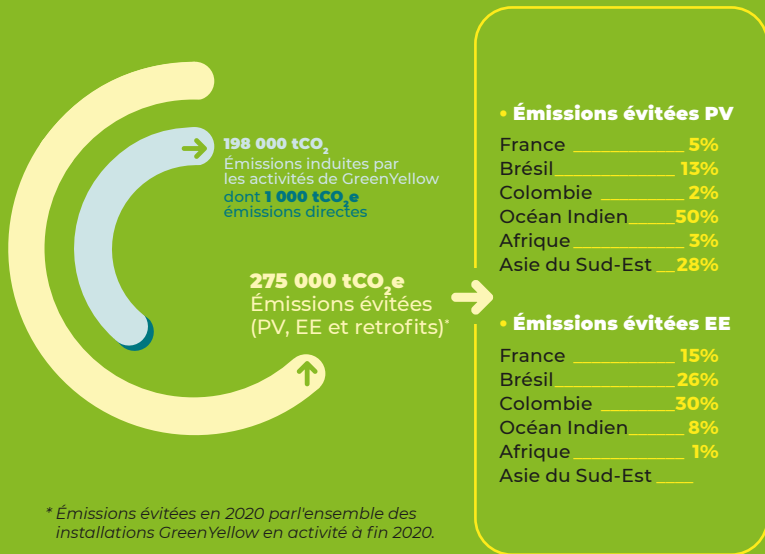 198 000 tCO₂
Émissions induites par
les activités de GreenYellow
dont 1 000 tCO₂e
émissions directes
275 000 tCO₂e
Émissions évitées
(PV, EE et retrofits)*
* Émissions évitées en 2020 parl'ensemble des
installations GreenYellow en activité à fin 2020.
• Émissions évitées PV
France 5%
Brésil 13%
Colombie 2%
Océan Indien 50%
Afrique 3%
Asie du Sud-Est 28%
• Émissions évitées EE
France 15%
Brésil 26%
Colombie 30%
Océan Indien 8%
Afrique 1%
Asie du Sud-Est